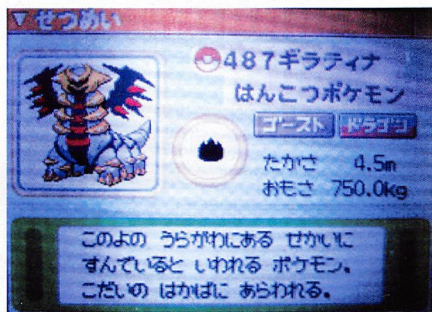 ▼ せつめい
487ギラティナ
はんこつポケモン
ゴースト ドラゴン
たかさ 4.5m
おもさ 750.0kg
このよの うらがわにある せかいに
すんでいると いわれる ポケモン。
こだいの はかばに あらわれる。